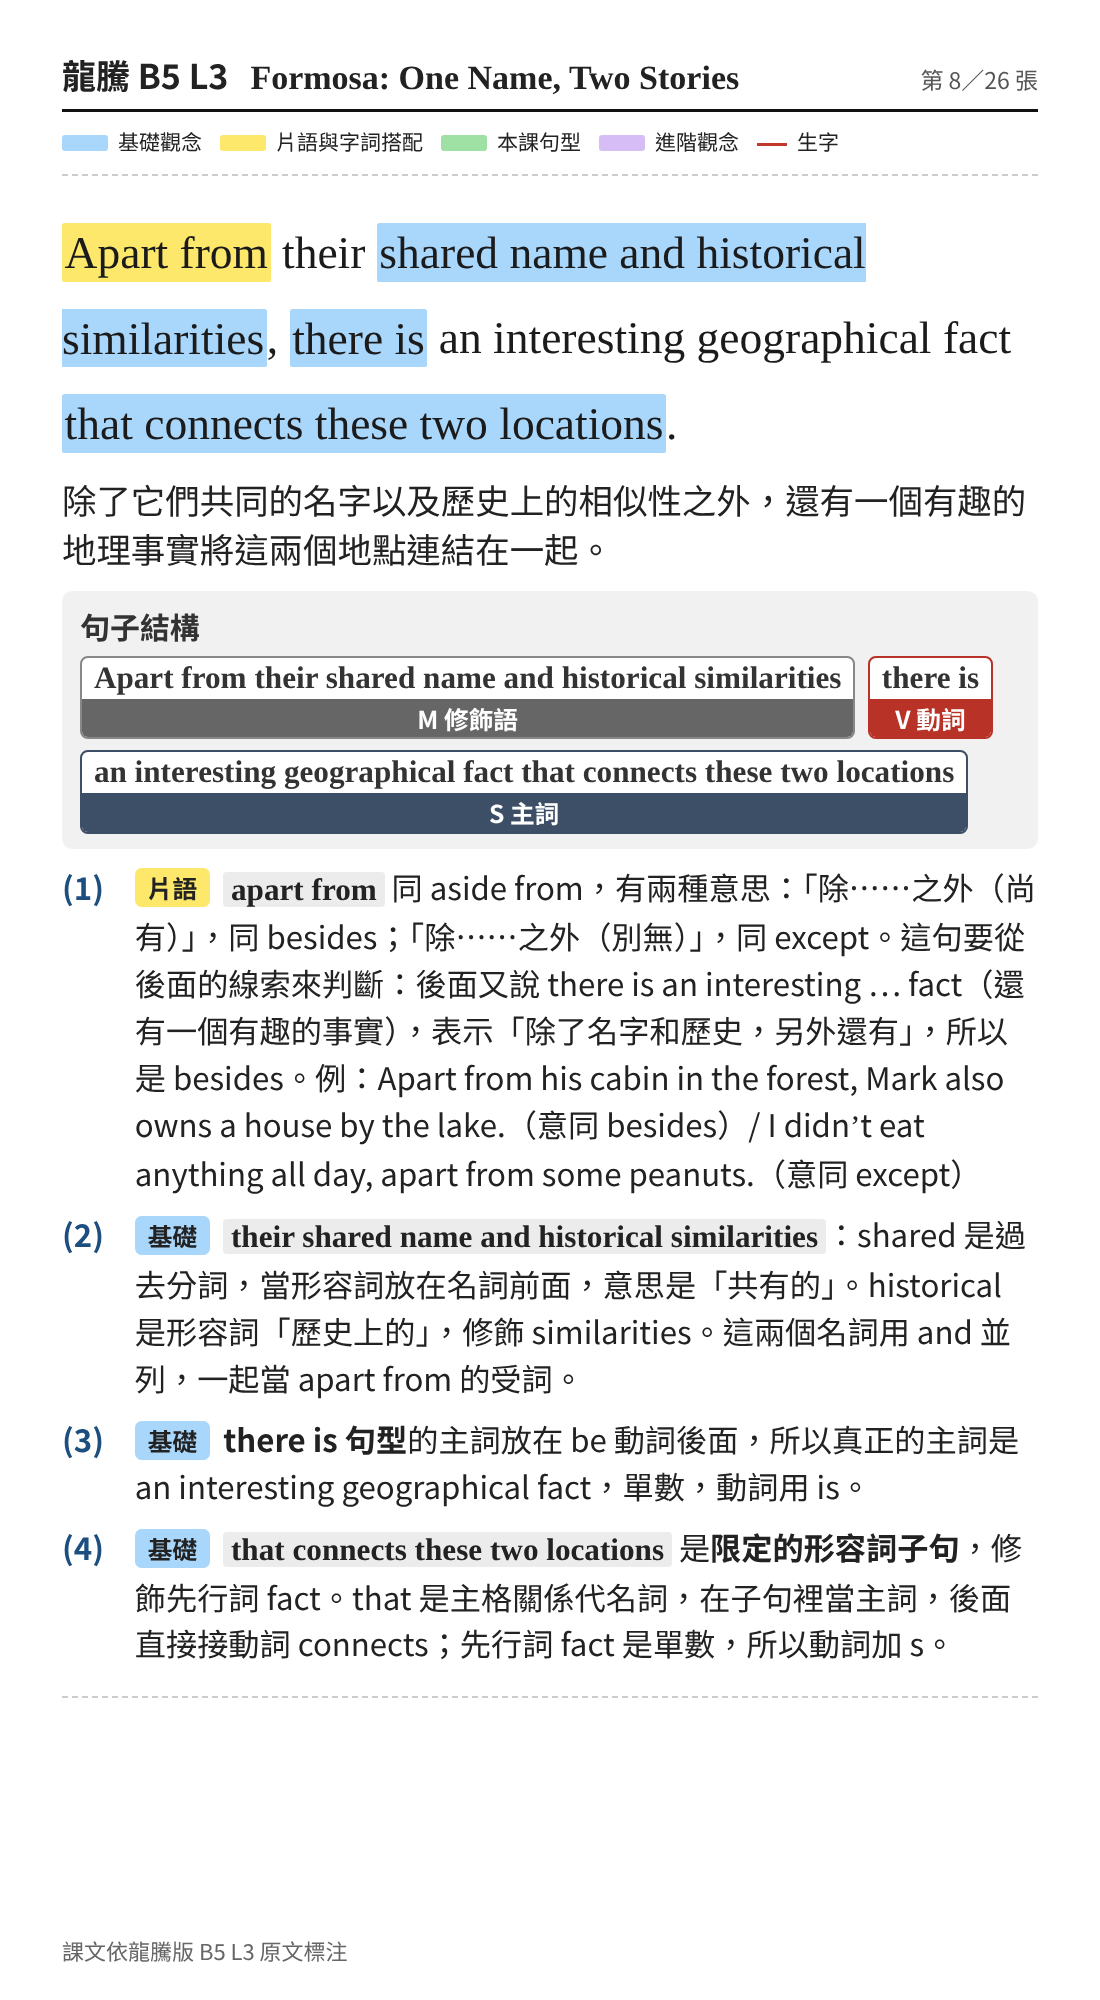 龍騰 B5 L3 Formosa: One Name, Two Stories 第 8／26 張
基礎觀念 片語與字詞搭配 本課句型 進階觀念 生字
Apart from their shared name and historical
similarities, there is an interesting geographical fact
that connects these two locations.
除了它們共同的名字以及歷史上的相似性之外，還有一個有趣的
地理事實將這兩個地點連結在一起。
句子結構
Apart from their shared name and historical similarities there is
M 修飾語 V 動詞
an interesting geographical fact that connects these two locations
S 主詞
(1) 片語 apart from 同 aside from，有兩種意思：「除……之外（尚
有）」，同 besides；「除……之外（別無）」，同 except。這句要從
後面的線索來判斷：後面又說 there is an interesting … fact（還
有一個有趣的事實），表示「除了名字和歷史，另外還有」，所以
是 besides。例：Apart from his cabin in the forest, Mark also
owns a house by the lake.（意同 besides）/ I didn’t eat
anything all day, apart from some peanuts.（意同 except）
(2) 基礎 their shared name and historical similarities：shared 是過
去分詞，當形容詞放在名詞前面，意思是「共有的」。historical
是形容詞「歷史上的」，修飾 similarities。這兩個名詞用 and 並
列，一起當 apart from 的受詞。
(3) 基礎 there is 句型的主詞放在 be 動詞後面，所以真正的主詞是
an interesting geographical fact，單數，動詞用 is。
(4) 基礎 that connects these two locations 是限定的形容詞子句，修
飾先行詞 fact。that 是主格關係代名詞，在子句裡當主詞，後面
直接接動詞 connects；先行詞 fact 是單數，所以動詞加 s。
課文依龍騰版 B5 L3 原文標注